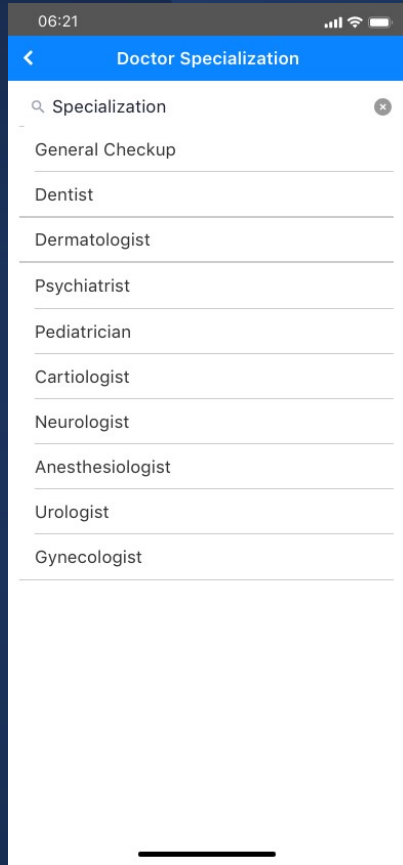 06:21
Doctor Specialization
Specialization
General Checkup
Dentist
Dermatologist
Psychiatrist
Pediatrician
Cartiologist
Neurologist
Anesthesiologist
Urologist
Gynecologist